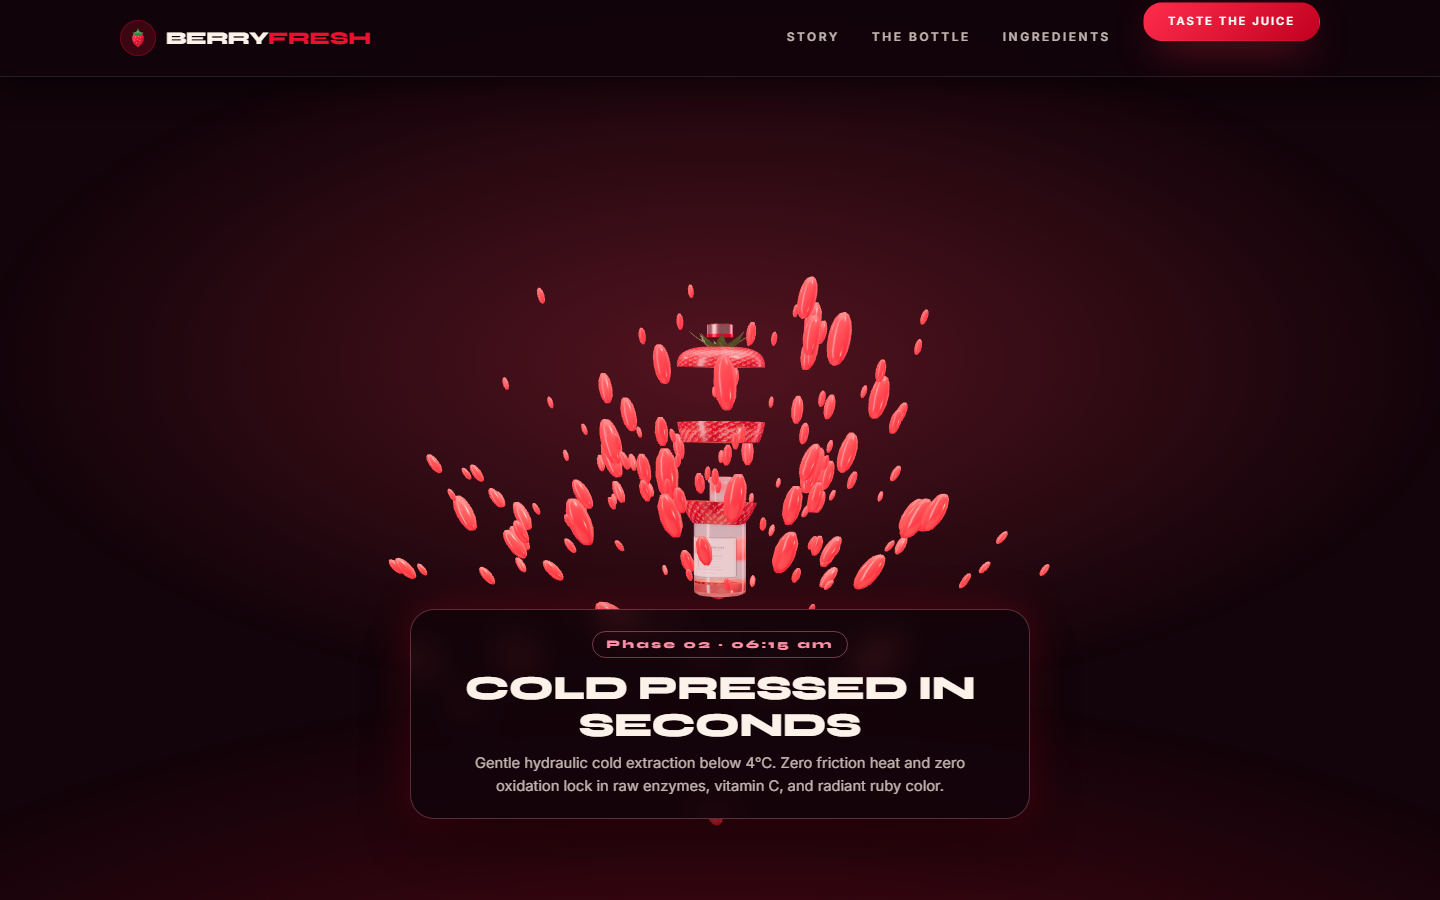 BERRYFRESH
STORY
THE BOTTLE
INGREDIENTS
TASTE THE JUICE
Phase 02 · 06:15 am
COLD PRESSED IN
SECONDS
Gentle hydraulic cold extraction below 4°C. Zero friction heat and zero
oxidation lock in raw enzymes, vitamin C, and radiant ruby color.